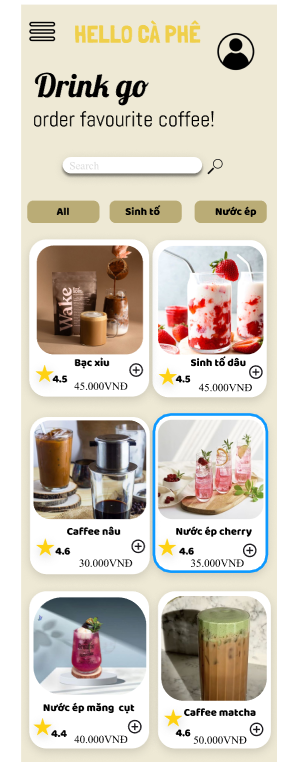 HELLO CÀ PHÊ
Drink go
order favourite coffee!
Search
All Sinh tố Nước ép
Wake
Bạc xỉu
4.5 45.000VNĐ
Sinh tố dâu
4.5 45.000VNĐ
Caffee nâu
4.6 30.000VNĐ
Nước ép cherry
4.6 35.000VNĐ
Nước ép măng cụt
4.4 40.000VNĐ
Caffee matcha
4.6 50.000VNĐ